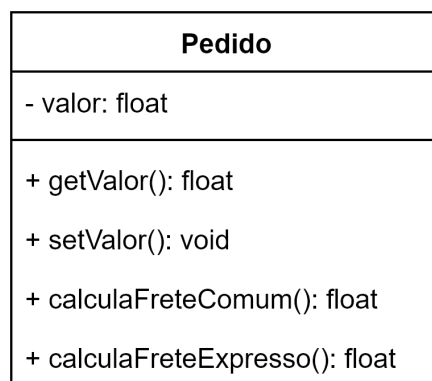 Pedido
- valor: float
+ getValor(): float
+ setValor(): void
+ calculaFreteComum(): float
+ calculaFreteExpresso(): float